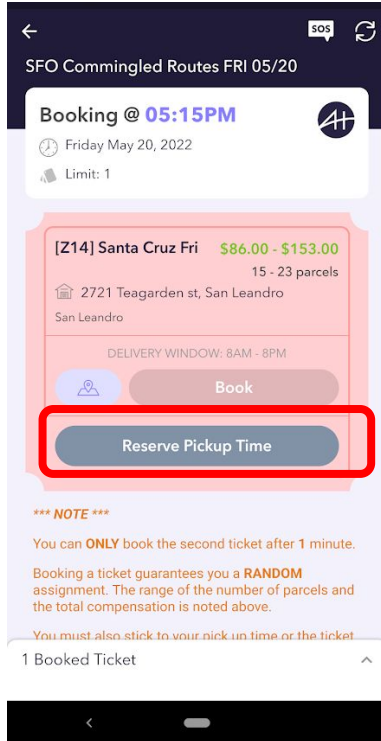 SOS
SFO Commingled Routes FRI 05/20
Booking @ 05:15PM
AH
Friday May 20, 2022
Limit: 1
[Z14] Santa Cruz Fri $86.00 - $153.00
15 - 23 parcels
2721 Teagarden st, San Leandro
San Leandro
DELIVERY WINDOW: 8AM - 8PM
Book
Reserve Pickup Time
*** NOTE ***
You can ONLY book the second ticket after 1 minute.
Booking a ticket guarantees you a RANDOM
assignment. The range of the number of parcels and
the total compensation is noted above.
You must also stick to your pick up time or the ticket
1 Booked Ticket